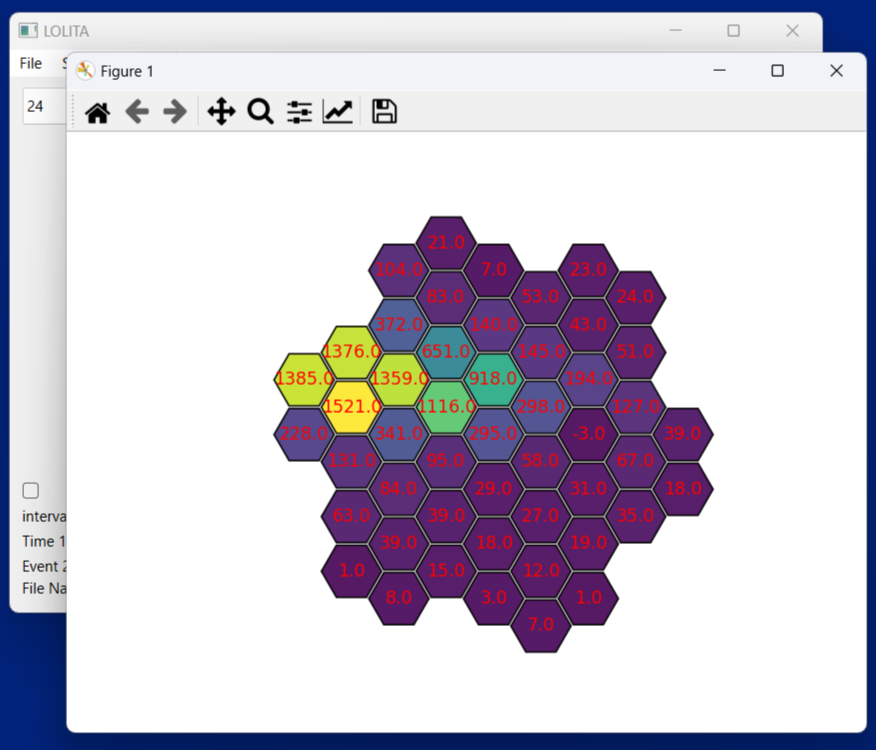 LOLITA
File S
Figure 1
24
21.0
104.0 7.0 23.0
83.0 53.0 24.0
372.0 140.0 43.0
1376.0 651.0 145.0 51.0
1385.0 1359.0 918.0 194.0
1521.0 1116.0 298.0 127.0
228.0 341.0 295.0 -3.0 39.0
131.0 95.0 58.0 67.0
84.0 29.0 31.0 18.0
63.0 39.0 27.0 35.0
39.0 18.0 19.0
1.0 15.0 12.0
8.0 3.0 1.0
7.0
interva
Time 1
Event 2
File Na